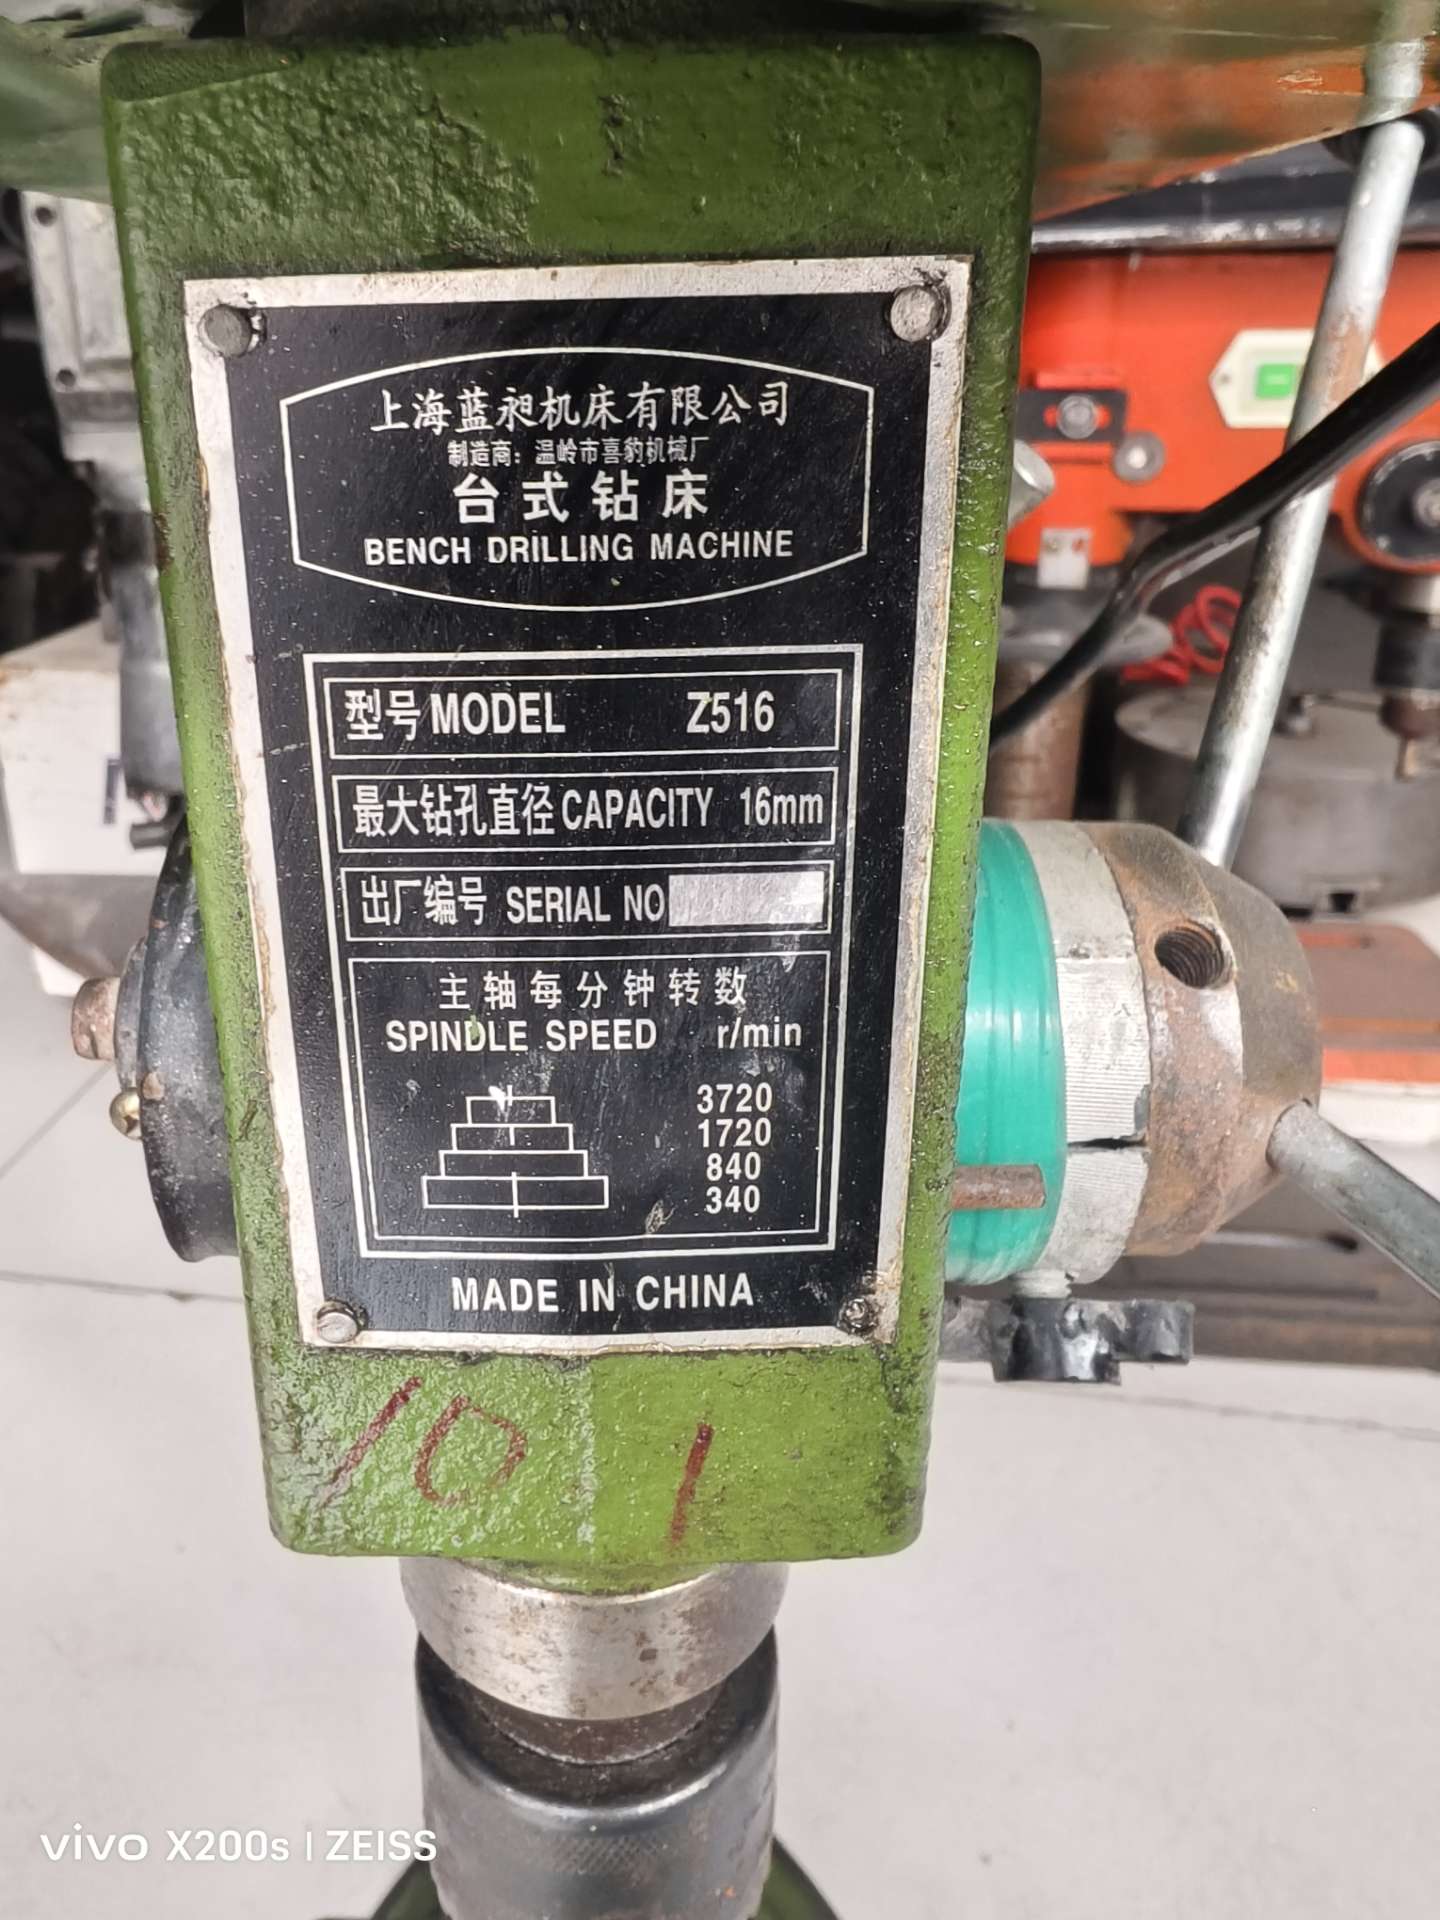 上海蓝昶机床有限公司
制造商：温岭市喜豹机械厂
台式钻床
BENCH DRILLING MACHINE
型号 MODEL Z516
最大钻孔直径 CAPACITY 16mm
出厂编号 SERIAL NO
主轴每分钟转数
SPINDLE SPEED r/min
3720
1720
840
340
MADE IN CHINA
10 1
vivo X200s | ZEISS